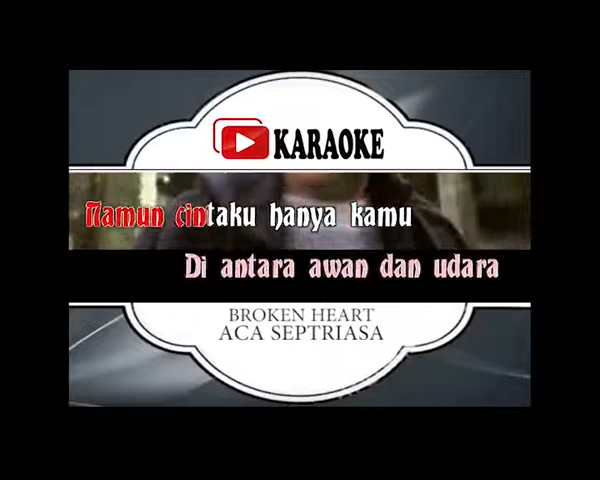 KARAOKE
Namun cintaku hanya kamu
Di antara awan dan udara
BROKEN HEART
ACA SEPTRIASA